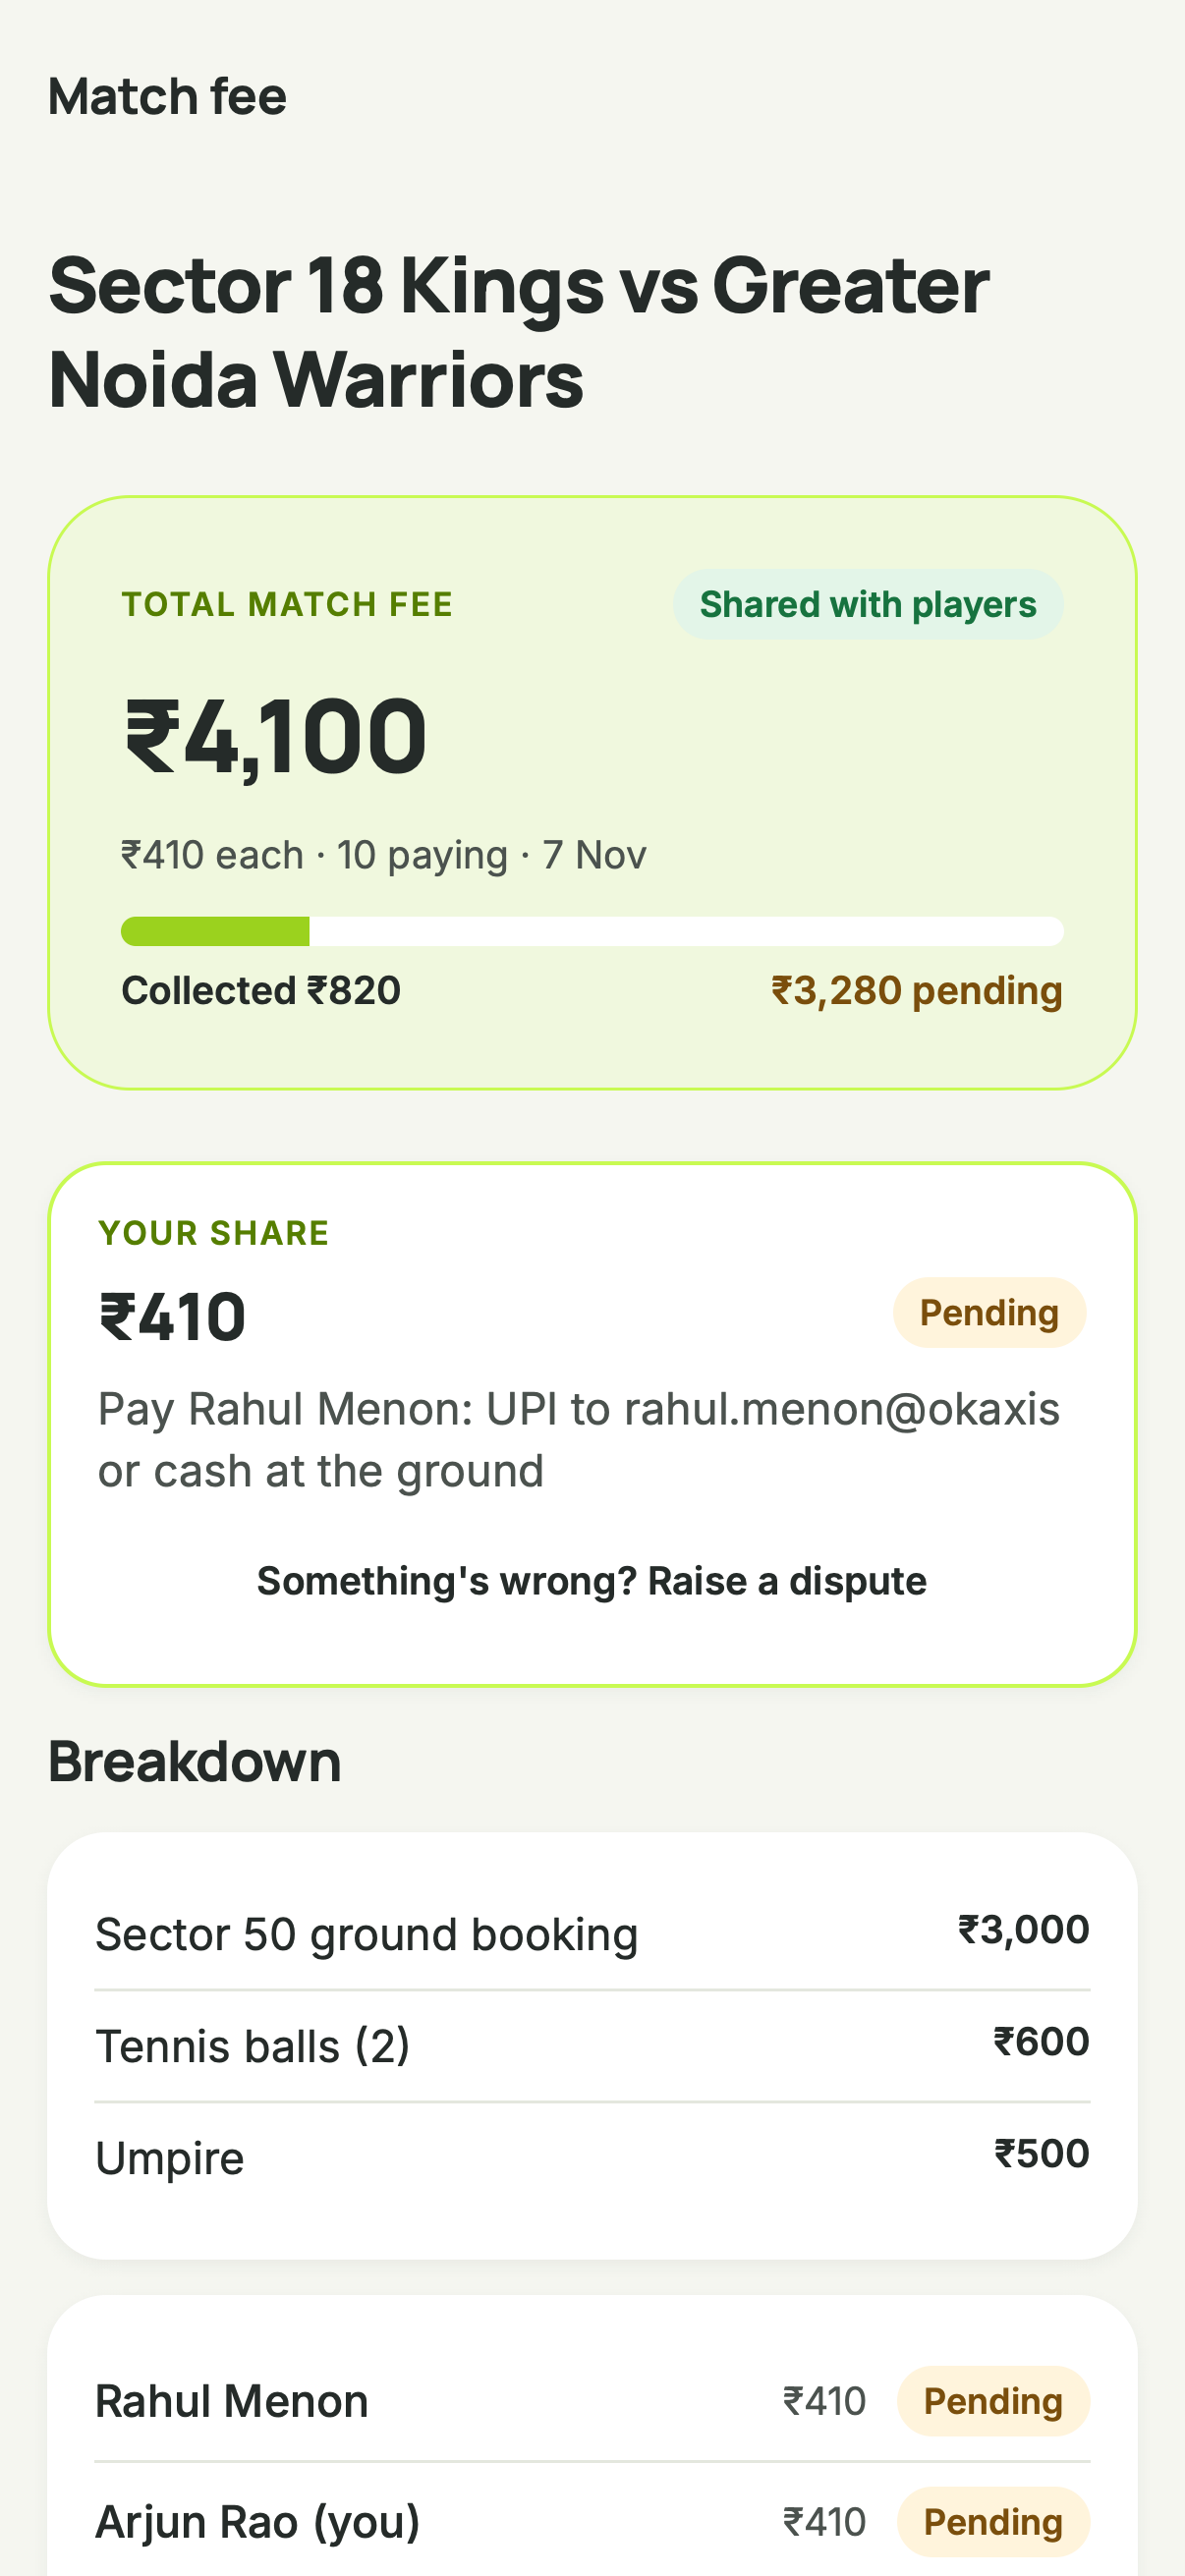 Match fee
Sector 18 Kings vs Greater
Noida Warriors
TOTAL MATCH FEE
Shared with players
₹4,100
₹410 each · 10 paying · 7 Nov
Collected ₹820
₹3,280 pending
YOUR SHARE
₹410
Pending
Pay Rahul Menon: UPI to rahul.menon@okaxis
or cash at the ground
Something's wrong? Raise a dispute
Breakdown
Sector 50 ground booking ₹3,000
Tennis balls (2) ₹600
Umpire ₹500
Rahul Menon ₹410 Pending
Arjun Rao (you) ₹410 Pending